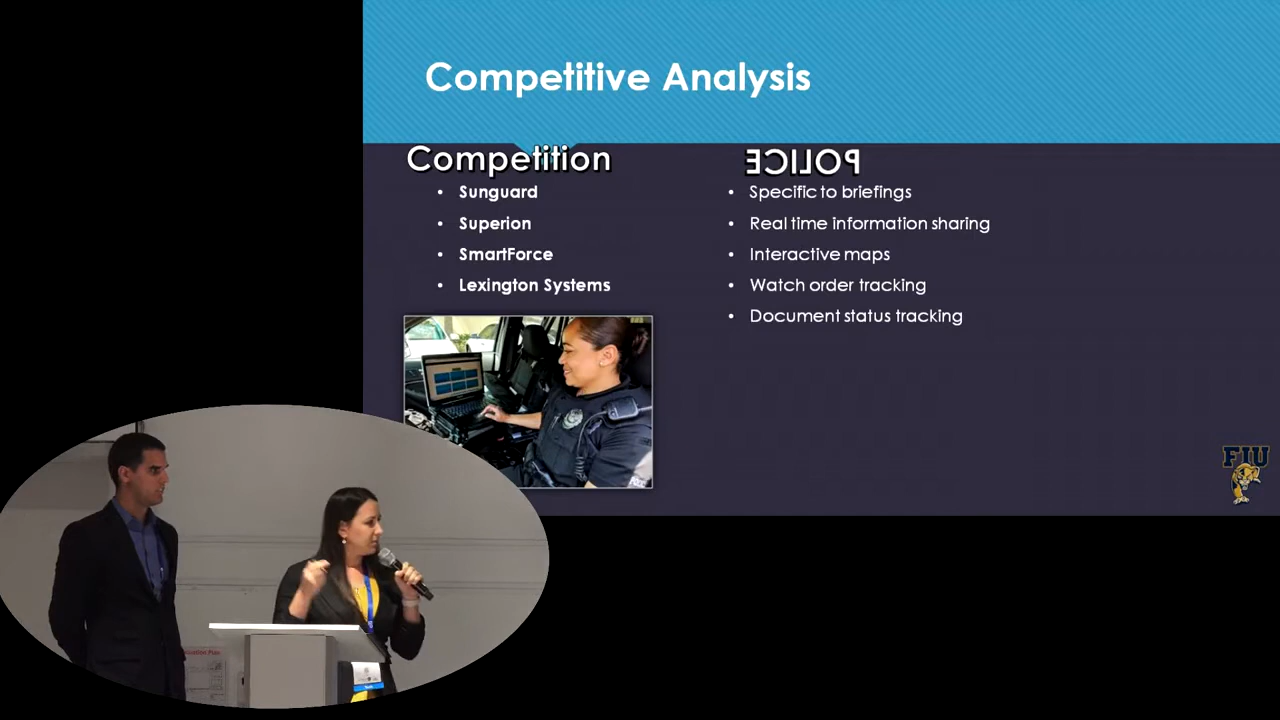 Competitive Analysis
Competition
• Sunguard
• Superion
• SmartForce
• Lexington Systems
POLICE
• Specific to briefings
• Real time information sharing
• Interactive maps
• Watch order tracking
• Document status tracking
FIU